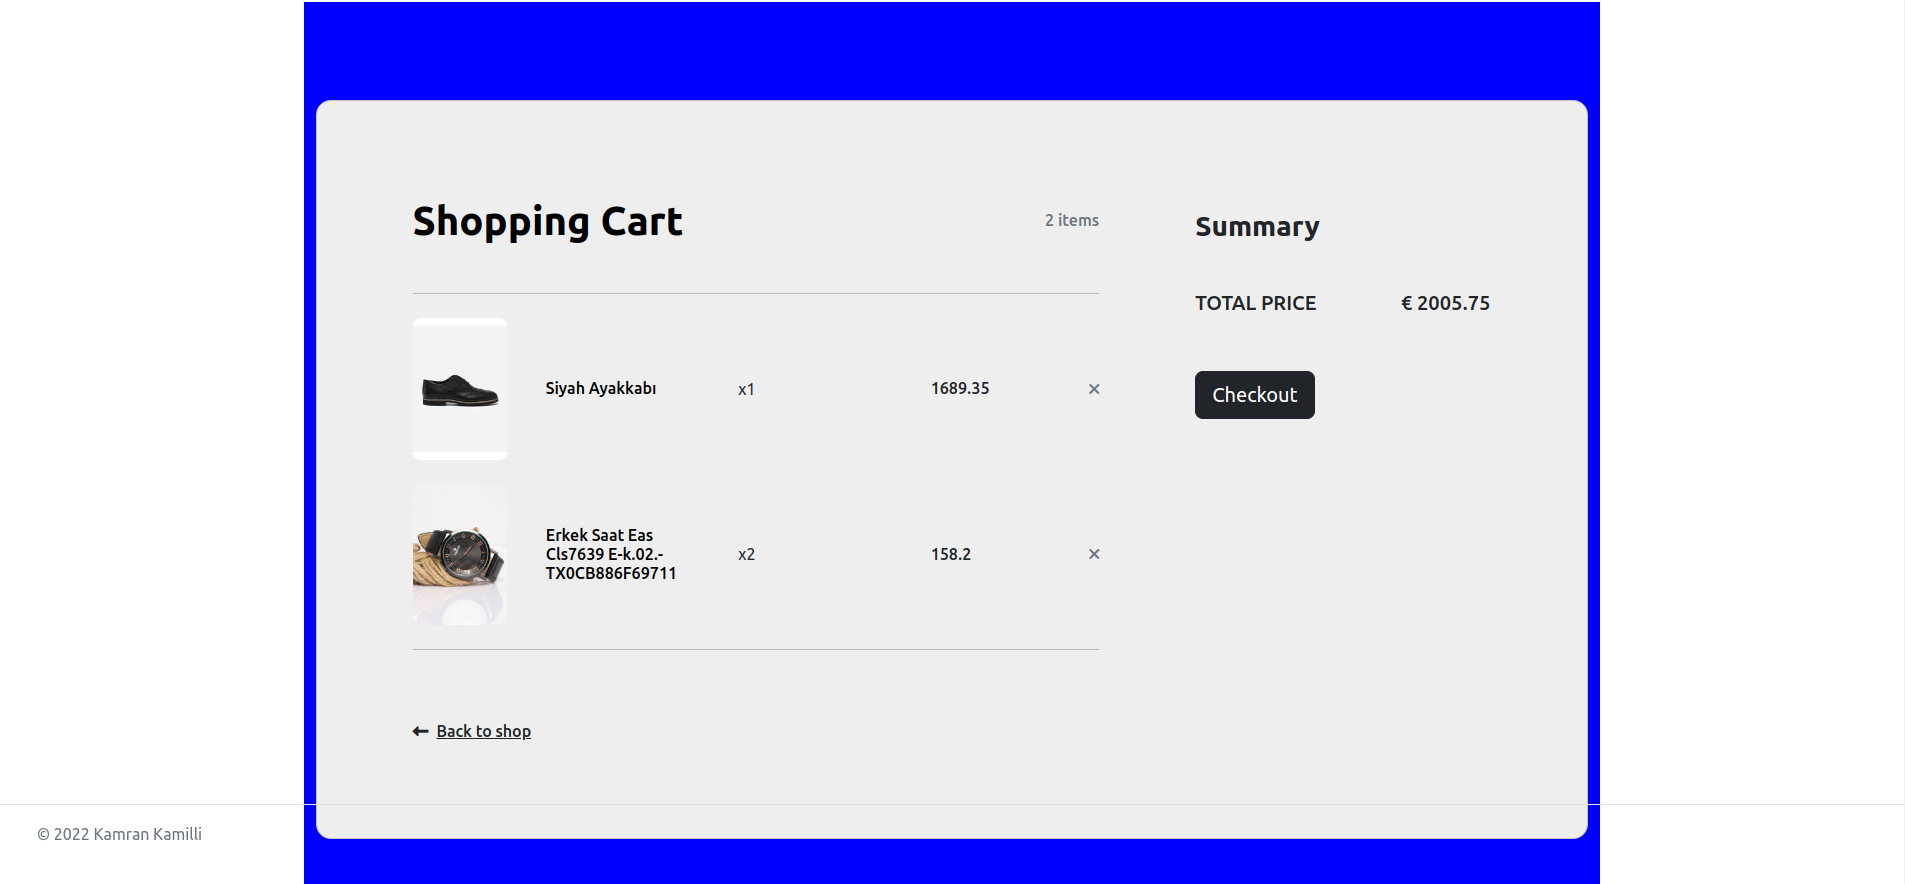 Shopping Cart
2 items
Siyah Ayakkabı
x1
1689.35
×
Erkek Saat Eas
Cls7639 E-k.02.-
TX0CB886F69711
x2
158.2
×
← Back to shop
Summary
TOTAL PRICE
€ 2005.75
Checkout
© 2022 Kamran Kamilli